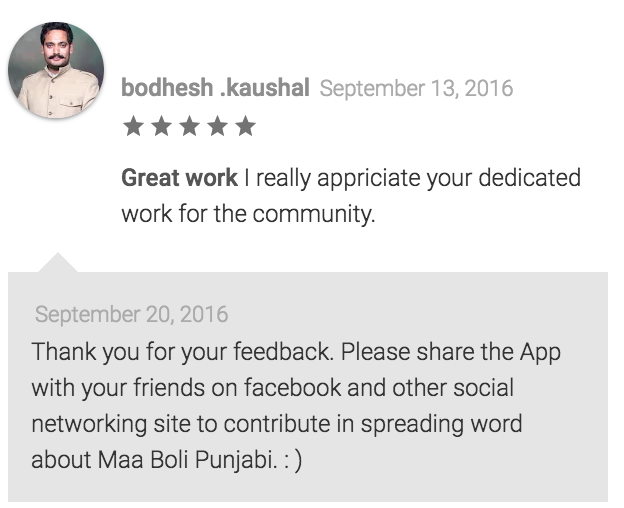 bodhesh .kaushal September 13, 2016
★★★★★
Great work I really appriciate your dedicated
work for the community.
September 20, 2016
Thank you for your feedback. Please share the App
with your friends on facebook and other social
networking site to contribute in spreading word
about Maa Boli Punjabi. : )